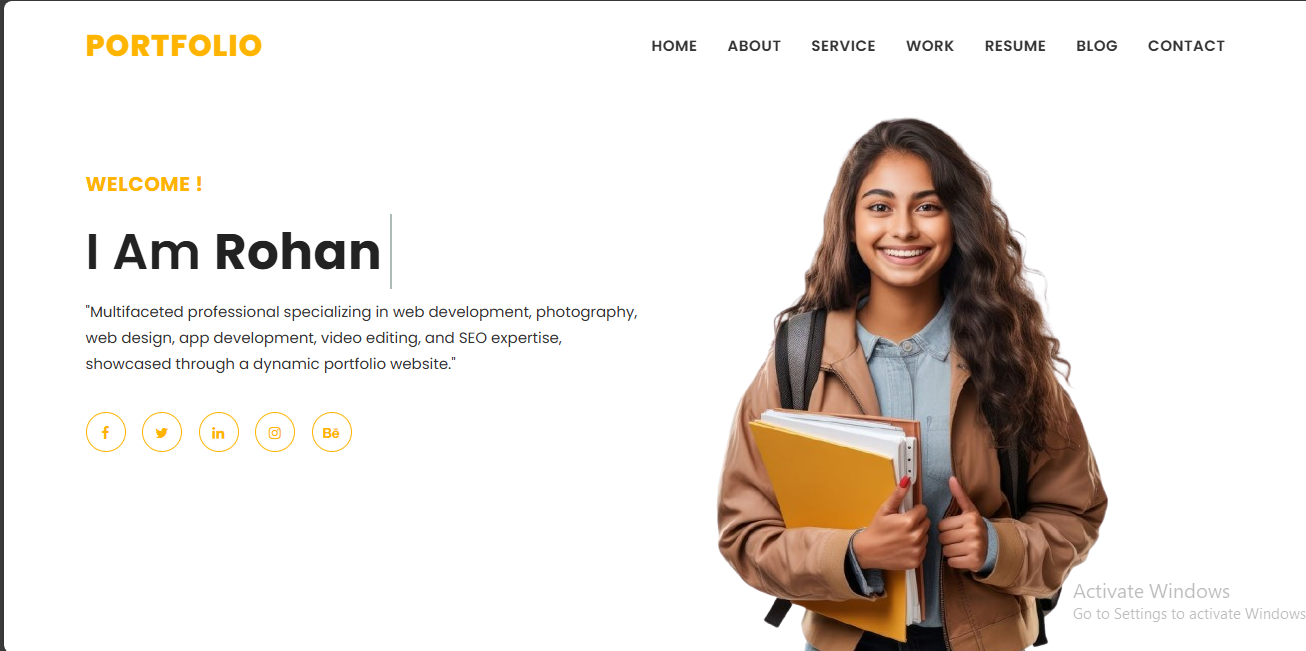 PORTFOLIO
HOME ABOUT SERVICE WORK RESUME BLOG CONTACT
WELCOME !
I Am Rohan
"Multifaceted professional specializing in web development, photography,
web design, app development, video editing, and SEO expertise,
showcased through a dynamic portfolio website."
Bē
Activate Windows
Go to Settings to activate Windows